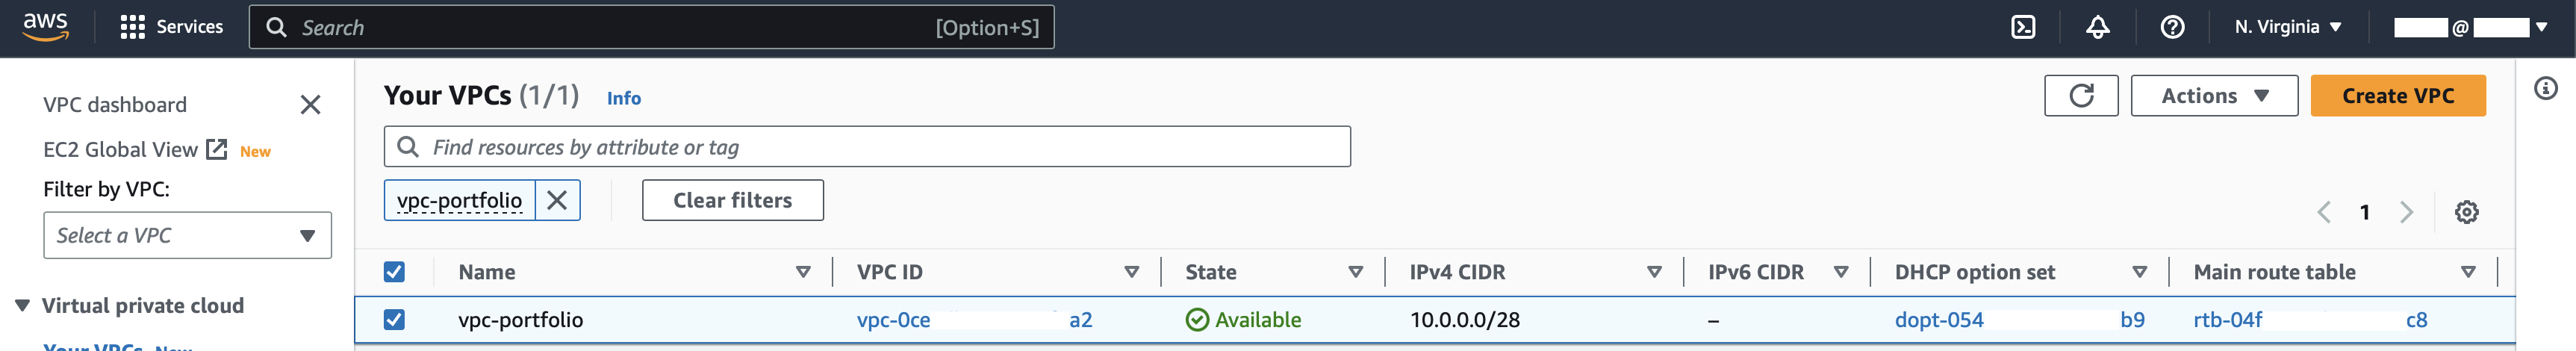 aws Services Search [Option+S] N. Virginia @
VPC dashboard
EC2 Global View New
Filter by VPC:
Select a VPC
Virtual private cloud
Your VPCs New
Your VPCs (1/1) Info
Actions Create VPC
Find resources by attribute or tag
vpc-portfolio Clear filters
1
Name VPC ID State IPv4 CIDR IPv6 CIDR DHCP option set Main route table
vpc-portfolio vpc-0ce a2 Available 10.0.0.0/28 – dopt-054 b9 rtb-04f c8